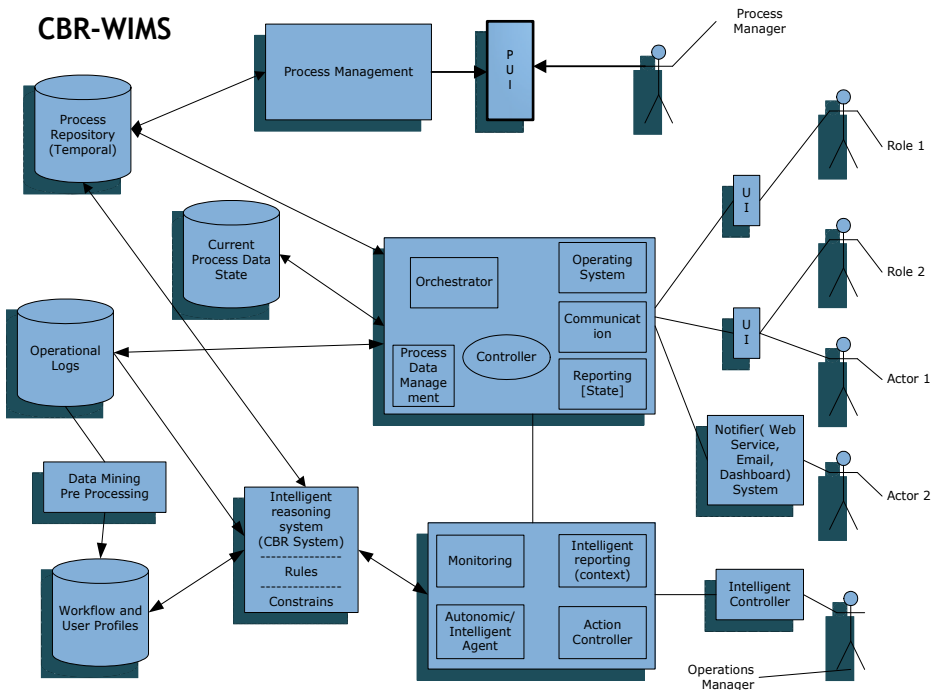 CBR-WIMS
Process
Manager
Process Management
P
U
I
Process
Repository
(Temporal)
Role 1
U
I
Current
Process Data
State
Operating
System
Orchestrator
Role 2
Communicat
ion
U
I
Operational
Logs
Process
Data
Manage
ment
Controller
Reporting
[State]
Actor 1
Notifier( Web
Service,
Email,
Dashboard)
System
Data Mining
Pre Processing
Actor 2
Intelligent
reasoning
system
(CBR System)
Rules
Constrains
Monitoring
Intelligent
reporting
(context)
Workflow and
User Profiles
Autonomic/
Intelligent
Agent
Action
Controller
Intelligent
Controller
Operations
Manager